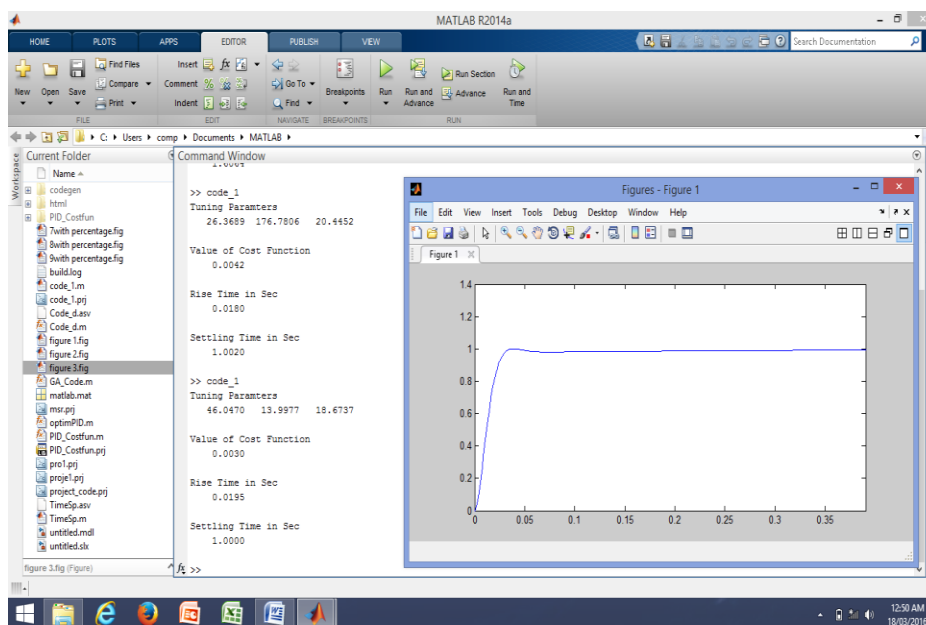 MATLAB R2014a
HOME PLOTS APPS EDITOR PUBLISH VIEW
Search Documentation
New Open Save Find Files Compare Print
Insert Comment Indent
Go To Find
Breakpoints
Run Run and Advance Run Section Advance Run and Time
FILE EDIT NAVIGATE BREAKPOINTS RUN
C: Users comp Documents MATLAB
Workspace
Current Folder
Name
codegen
html
PID_Costfun
7with percentage.fig
8with percentage.fig
9with percentage.fig
build.log
code_1.m
code_1.prj
Code_d.asv
Code_d.m
figure 1.fig
figure 2.fig
figure 3.fig
GA_Code.m
matlab.mat
msr.prj
optimPID.m
PID_Costfun.m
PID_Costfun.prj
pro1.prj
proje1.prj
project_code.prj
TimeSp.asv
TimeSp.m
untitled.mdl
untitled.slx
figure 3.fig (Figure)
Command Window
>> code_1
Tuning Paramters
26.3689 176.7806 20.4452
Value of Cost Function
0.0042
Rise Time in Sec
0.0180
Settling Time in Sec
1.0020
>> code_1
Tuning Paramters
46.0470 13.9977 18.6737
Value of Cost Function
0.0030
Rise Time in Sec
0.0195
Settling Time in Sec
1.0000
fx >>
Figures - Figure 1
File Edit View Insert Tools Debug Desktop Window Help
Figure 1
1.4
1.2
1
0.8
0.6
0.4
0.2
0
0 0.05 0.1 0.15 0.2 0.25 0.3 0.35
12:50 AM
18/03/2016